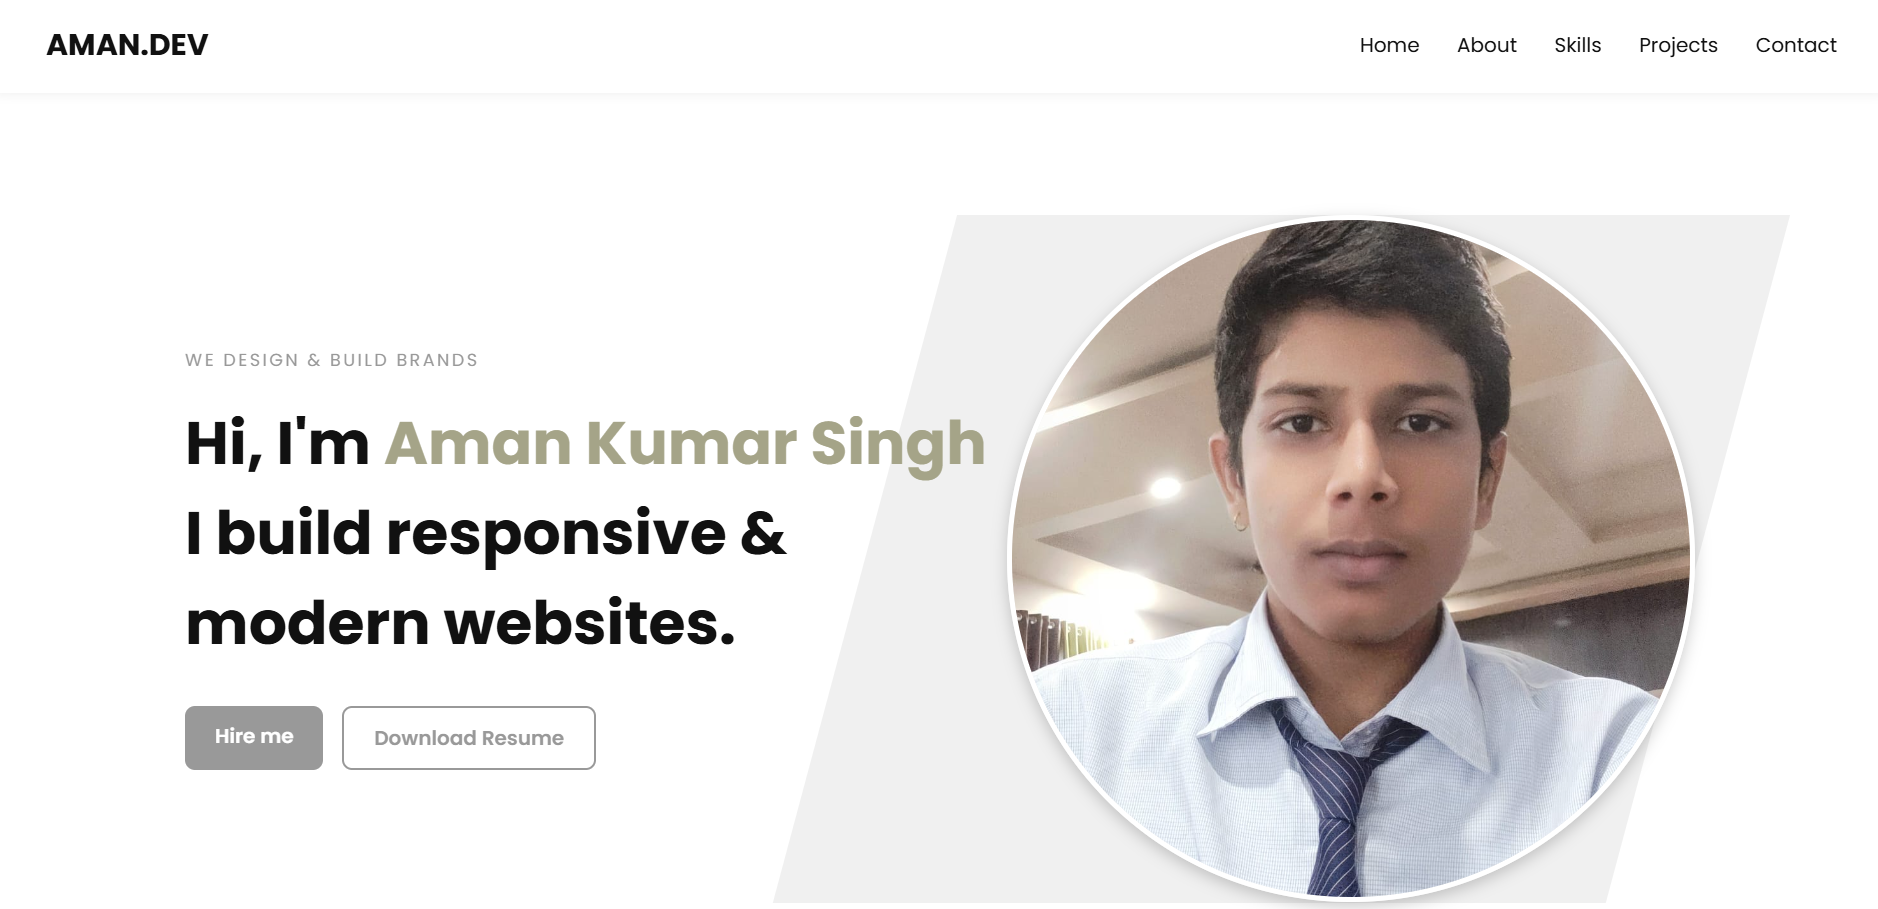 AMAN.DEV
Home About Skills Projects Contact
WE DESIGN & BUILD BRANDS
Hi, I'm Aman Kumar Singh
I build responsive &
modern websites.
Hire me
Download Resume